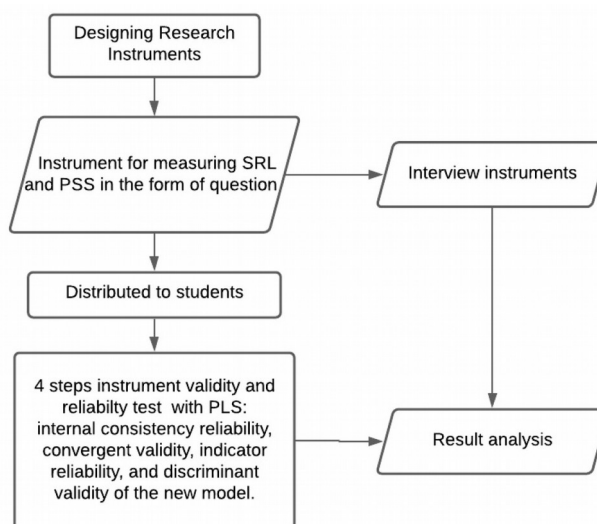 Designing Research
Instruments
Instrument for measuring SRL
and PSS in the form of question
Interview instruments
Distributed to students
4 steps instrument validity and
reliabilty test with PLS:
internal consistency reliability,
convergent validity, indicator
reliability, and discriminant
validity of the new model.
Result analysis